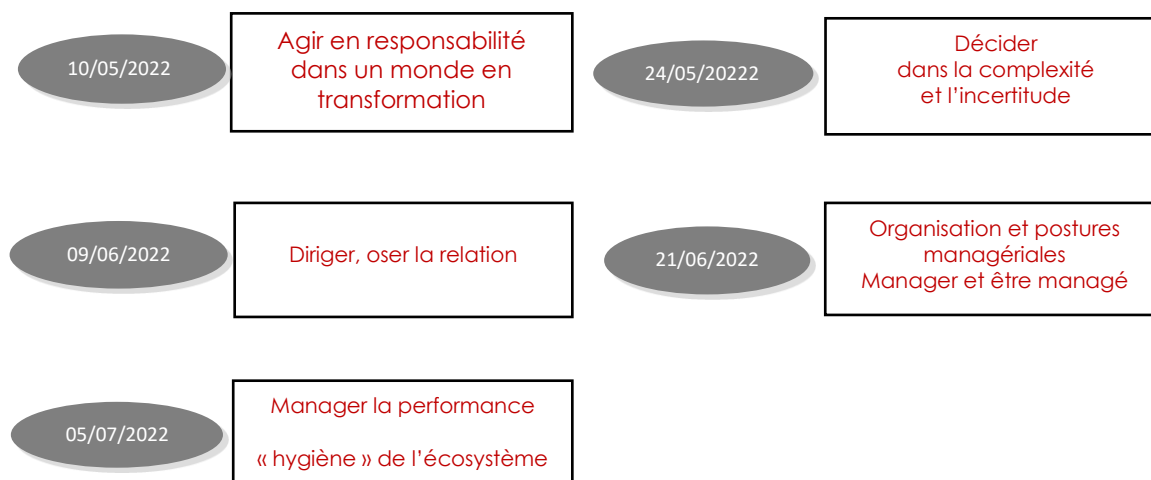 10/05/2022
Agir en responsabilité
dans un monde en
transformation
24/05/20222
Décider
dans la complexité
et l’incertitude
09/06/2022
Diriger, oser la relation
21/06/2022
Organisation et postures
managériales
Manager et être managé
05/07/2022
Manager la performance
« hygiène » de l’écosystème